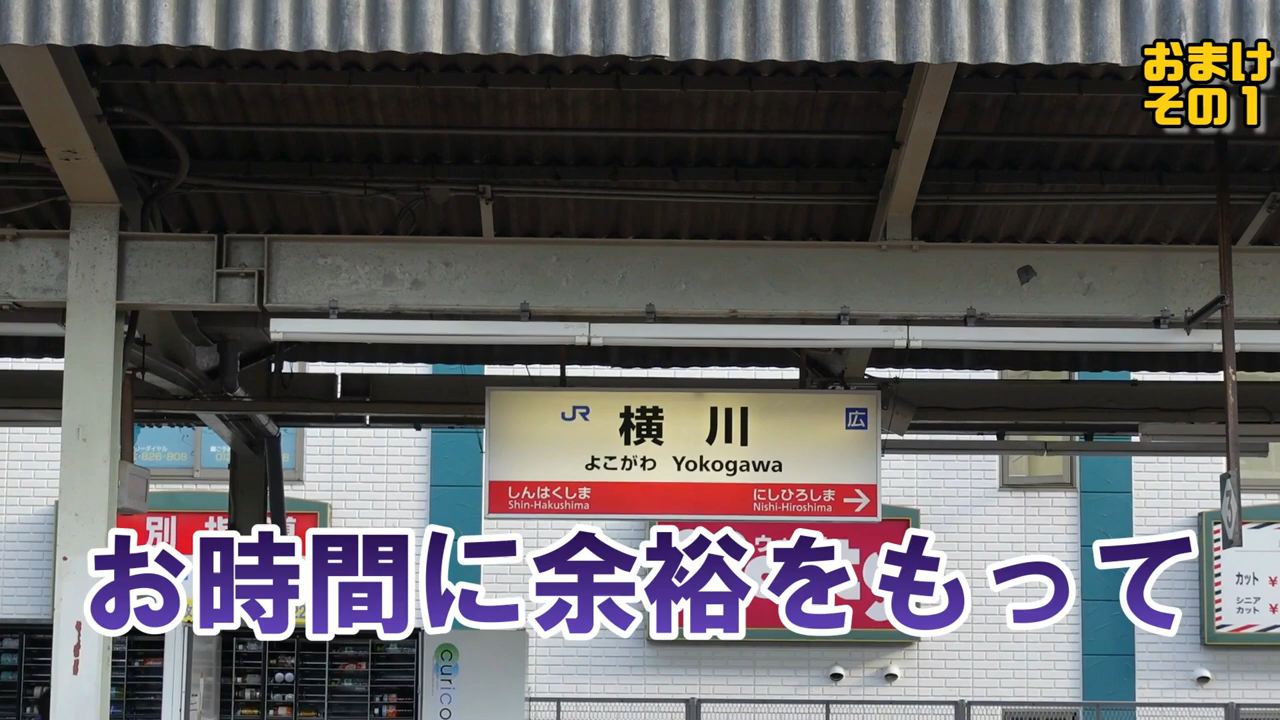 おまけ
その1
JR 横川 広
よこがわ Yokogawa
しんはくしま
Shin-Hakushima
にしひろしま
Nishi-Hiroshima
お時間に余裕をもって
カット ¥
シニア
カット ¥
3
curico